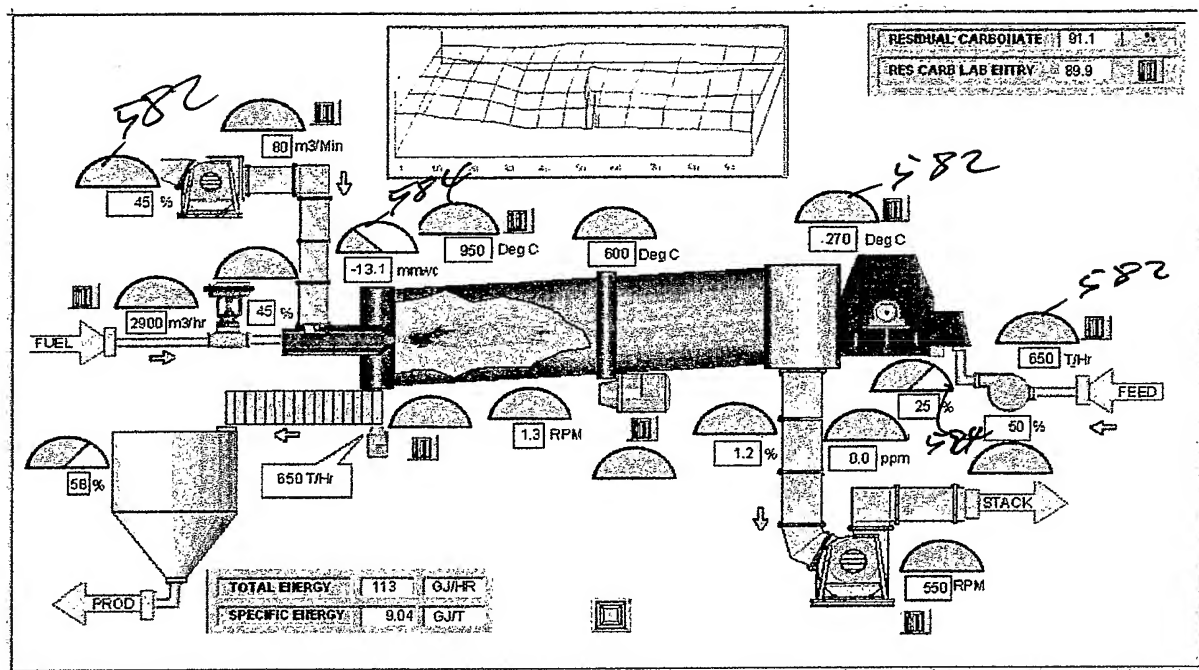 RESIDUAL CARBONATE 91.1 %
RES CARB LAB ENTRY 89.9
582
80 m3/Min
45 %
584
582
950 Deg C
600 Deg C
.270 Deg C
-13.1 mmvc
582
2900 m3/hr
45 %
FUEL
650 T/Hr
FEED
25 %
50 %
584
1.3 RPM
1.2 %
0.0 ppm
58 %
650 T/Hr
STACK
TOTAL ENERGY 113 GJ/HR
SPECIFIC ENERGY 9.04 GJ/T
550 RPM
PROD